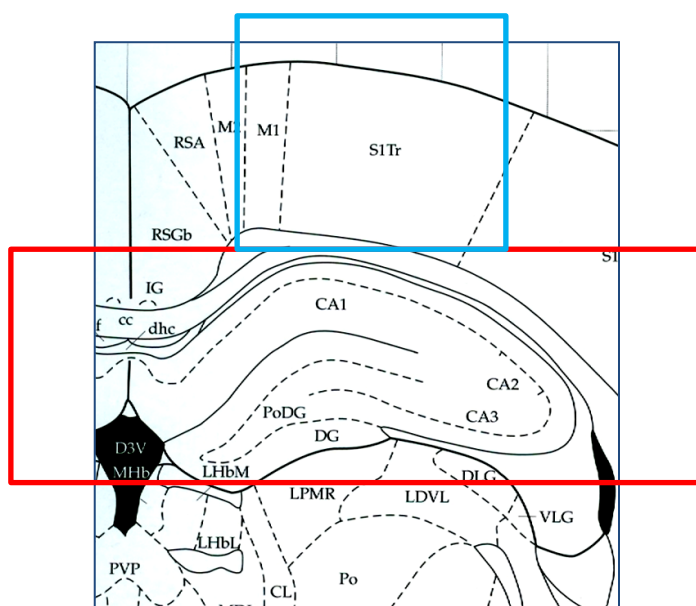 M2
M1
RSA
S1Tr
RSGb
S1
IG
CA1
cc
f
dhc
CA2
PoDG
CA3
DG
D3V
MHb
LHbM
DLG
LPMR
LDVL
VLG
LHbL
PVP
Po
CL